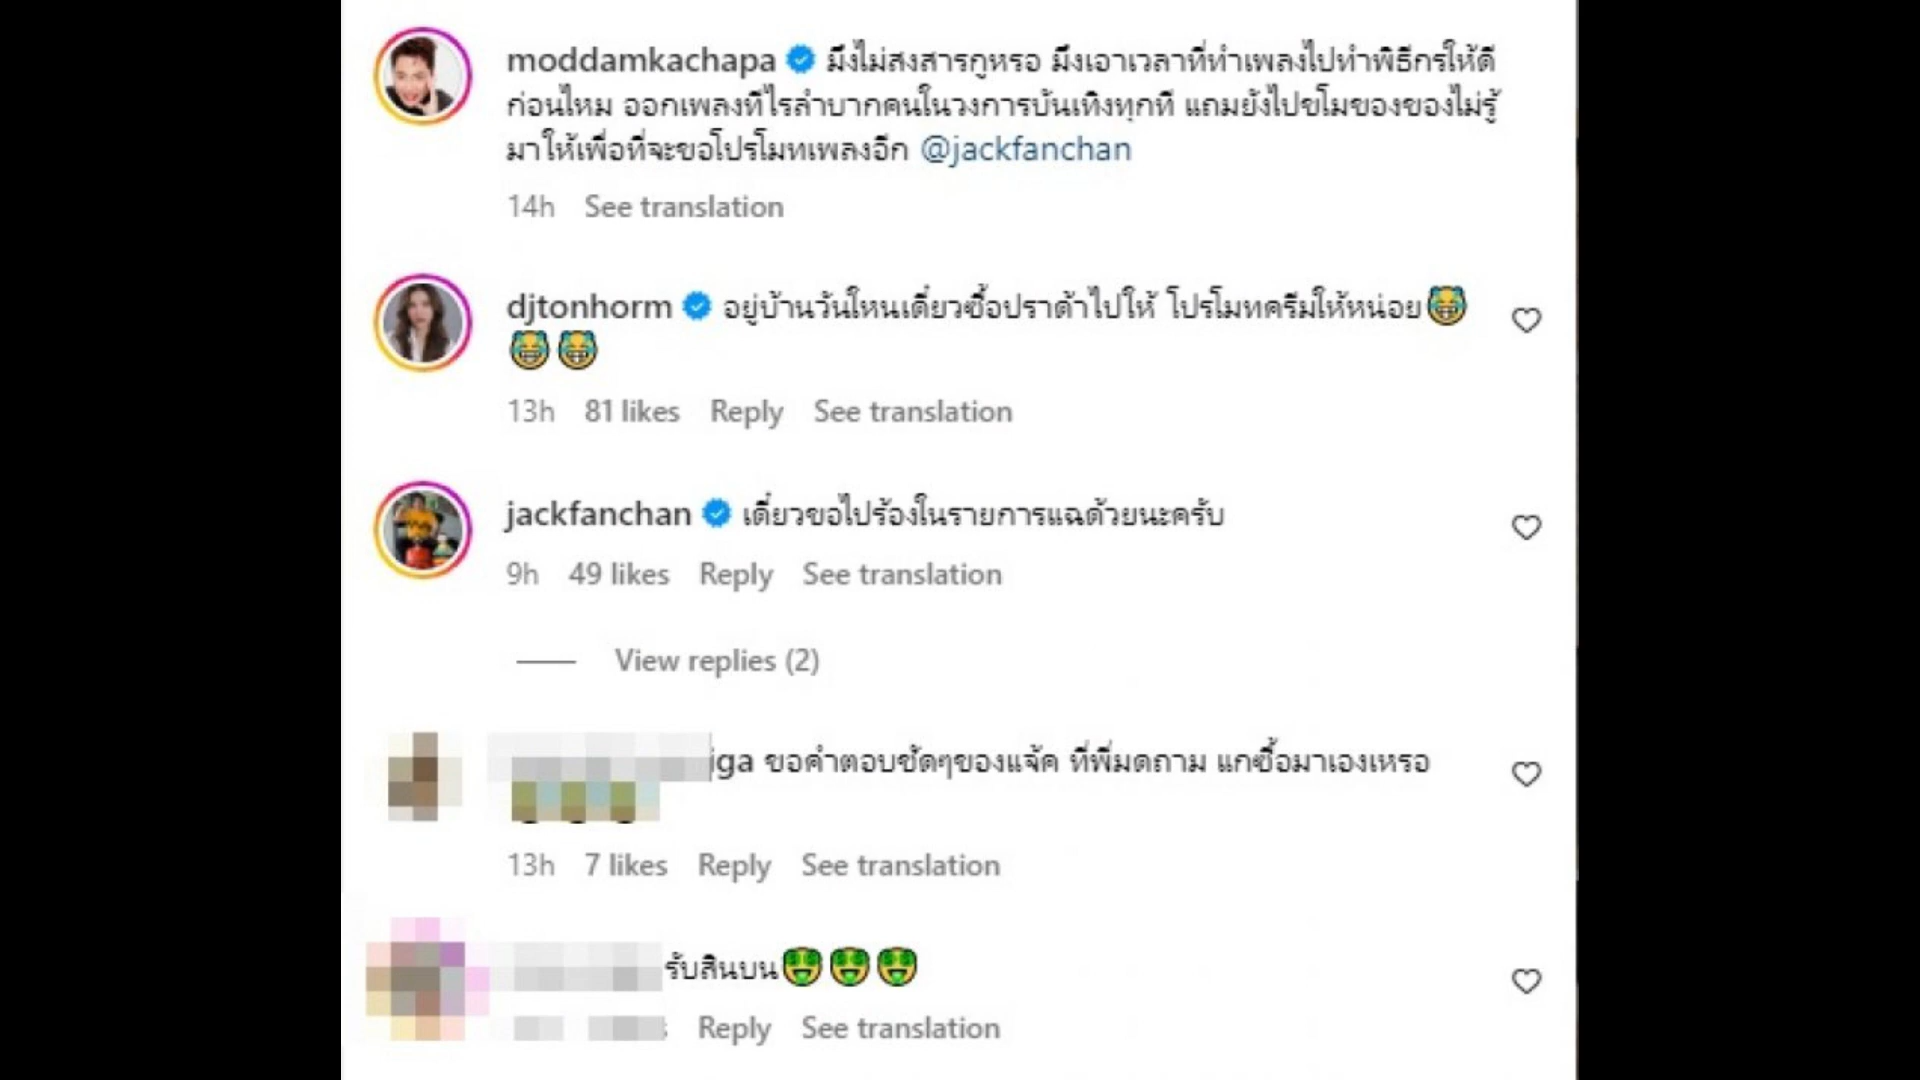 moddamkachapa มึงไม่สงสารกูหรอ มึงเอาเวลาที่ทำเพลงไปทำพิธีกรให้ดี
ก่อนไหม ออกเพลงทีไรลำบากคนในวงการบันเทิงทุกที แถมยังไปขโมของของไม่รู้
มาให้เพื่อที่จะขอโปรโมทเพลงอีก @jackfanchan
14h See translation
djtonhorm อยู่บ้านวันใหนเดี่ยวซื้อปราด้าไปให้ โปรโมทครีมให้หน่อย😹
😹😹
13h 81 likes Reply See translation
jackfanchan เดี่ยวขอไปร้องในรายการแฉด้วยนะครับ
9h 49 likes Reply See translation
View replies (2)
ขอคำตอบชัดๆของแจ้ค ที่พี่มดถาม แกซื้อมาเองเหรอ
13h 7 likes Reply See translation
รับสินบน🤑🤑🤑
Reply See translation